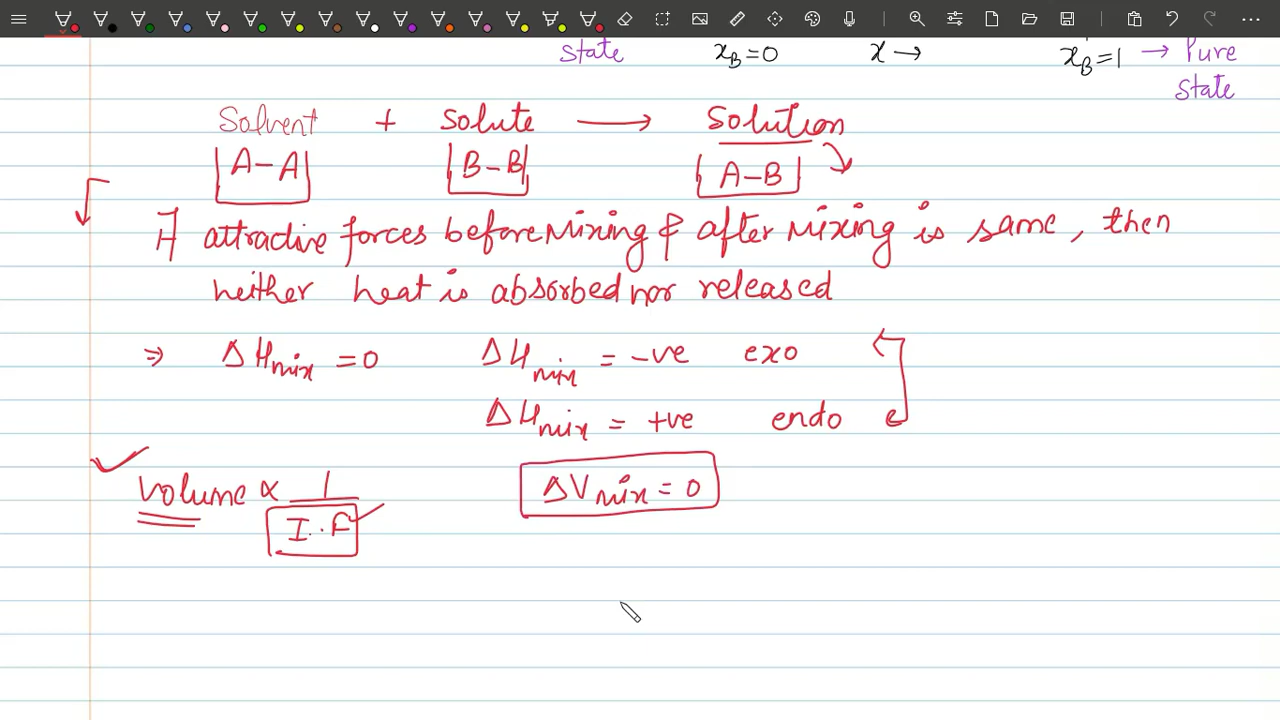 state x_B=0 x → x_B=1 → Pure
state
Solvent + Solute → Solution
A-A B-B A-B
If attractive forces before mixing & after mixing is same, then
neither heat is absorbed nor released
⇒ ΔH_mix = 0 ΔH_mix = -ve exo
ΔH_mix = +ve endo
Volume ∝ 1/I.F ΔV_mix = 0